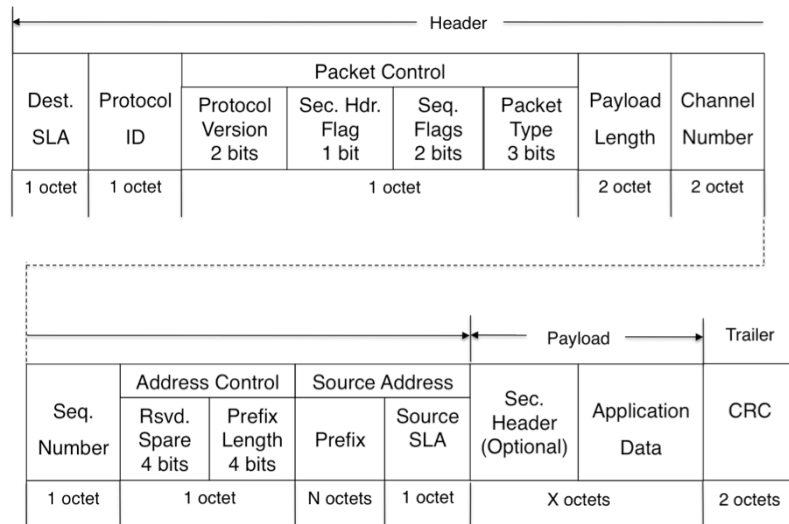 Header
Dest.
SLA
Protocol
ID
Packet Control
Protocol
Version
2 bits
Sec. Hdr.
Flag
1 bit
Seq.
Flags
2 bits
Packet
Type
3 bits
Payload
Length
Channel
Number
1 octet
1 octet
1 octet
2 octet
2 octet
Payload
Trailer
Seq.
Number
Address Control
Rsvd.
Spare
4 bits
Prefix
Length
4 bits
Source Address
Prefix
Source
SLA
Sec.
Header
(Optional)
Application
Data
CRC
1 octet
1 octet
N octets
1 octet
X octets
2 octets